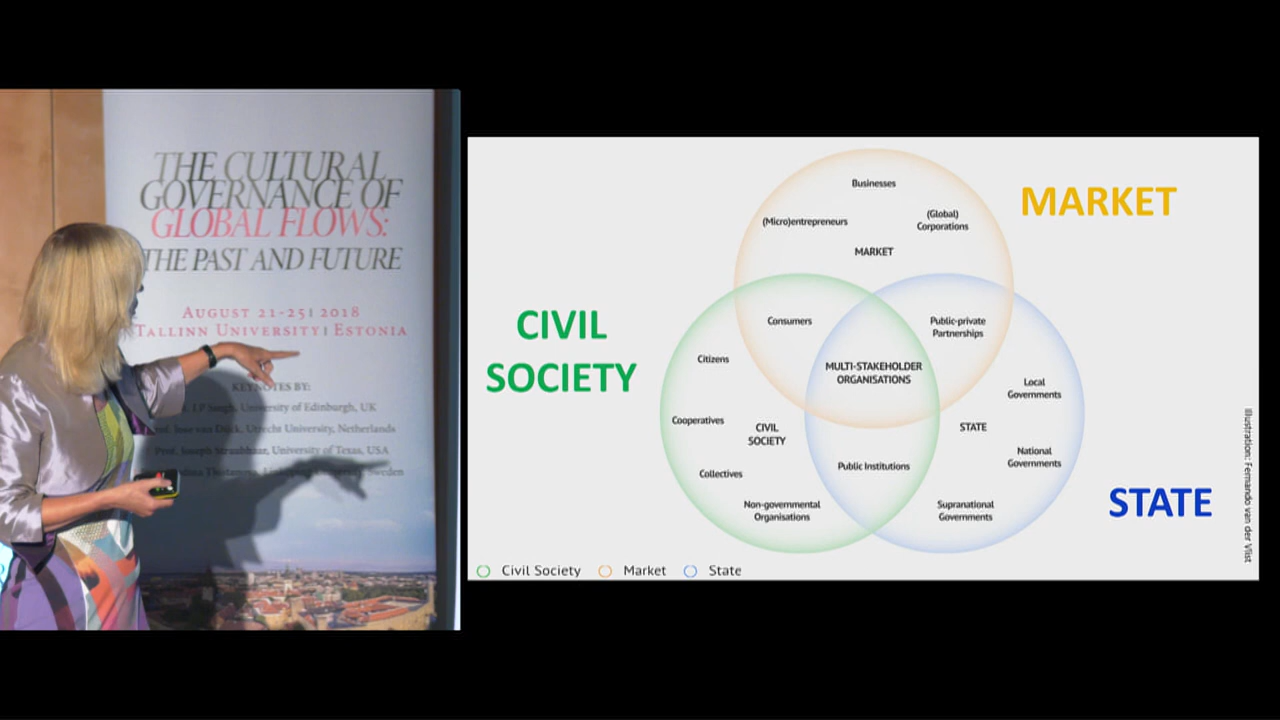 THE CULTURAL
GOVERNANCE OF
GLOBAL FLOWS:
THE PAST AND FUTURE
AUGUST 21-25| 2018
TALLINN UNIVERSITY| ESTONIA
KEYNOTES BY:
J P Singh, University of Edinburgh, UK
Prof. Jose van Dijck, Utrecht University, Netherlands
Prof. Joseph Straubhaar, University of Texas, USA
Sweden
MARKET
CIVIL
SOCIETY
STATE
Businesses
(Micro)entrepreneurs
(Global)
Corporations
MARKET
Consumers
Public-private
Partnerships
Citizens
MULTI-STAKEHOLDER
ORGANISATIONS
Local
Governments
Cooperatives
CIVIL
SOCIETY
STATE
National
Governments
Collectives
Public Institutions
Non-governmental
Organisations
Supranational
Governments
Civil Society
Market
State
Illustration: Fernando van der Vlist